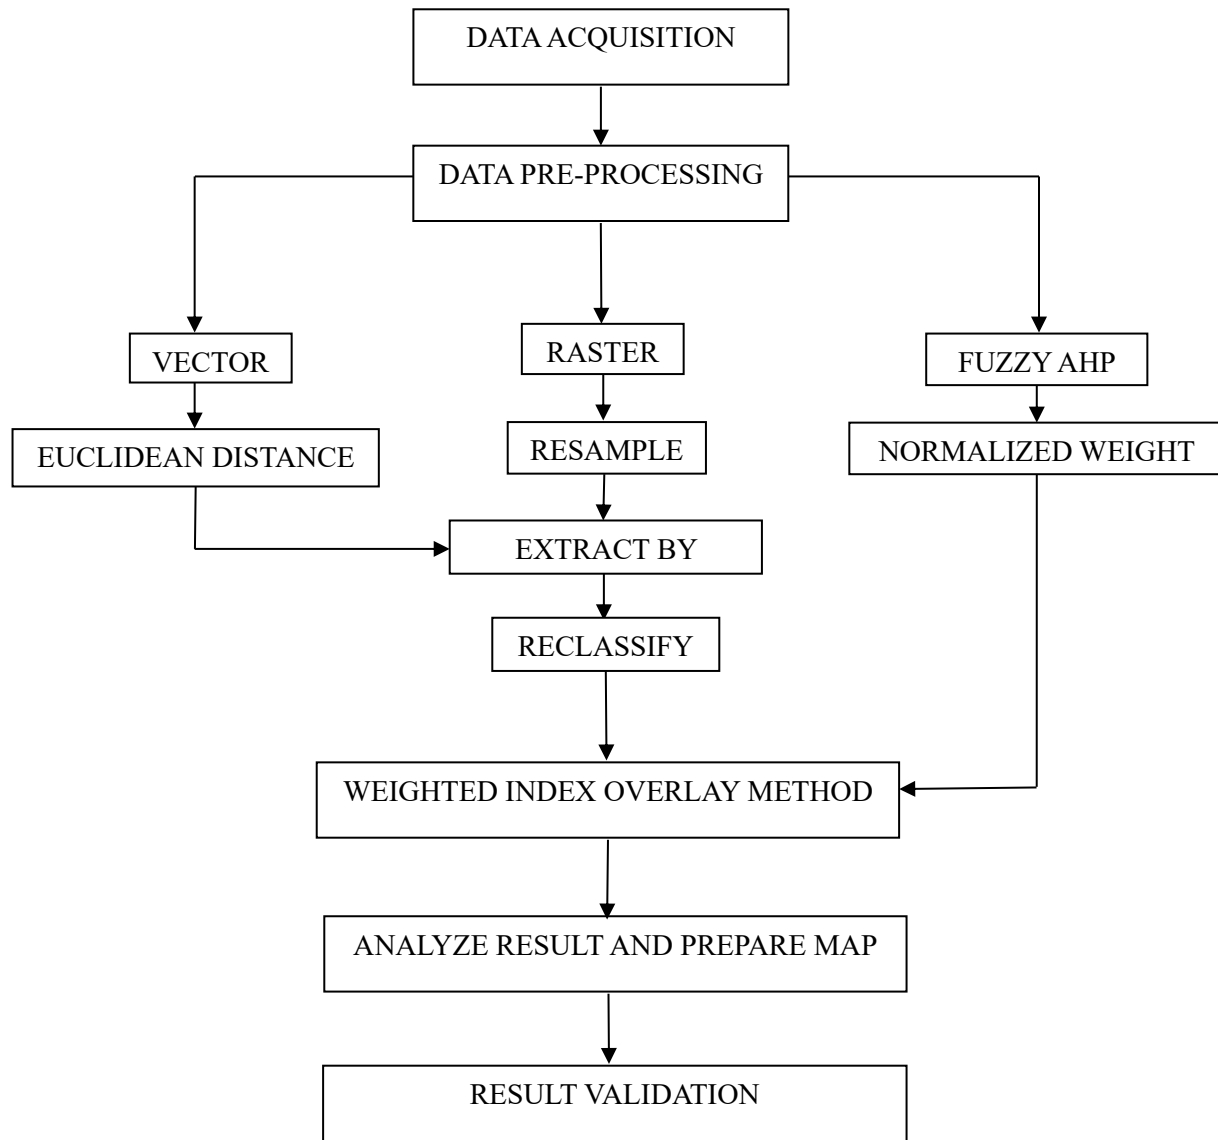 DATA ACQUISITION
DATA PRE-PROCESSING
VECTOR
RASTER
FUZZY AHP
EUCLIDEAN DISTANCE
RESAMPLE
NORMALIZED WEIGHT
EXTRACT BY
RECLASSIFY
WEIGHTED INDEX OVERLAY METHOD
ANALYZE RESULT AND PREPARE MAP
RESULT VALIDATION